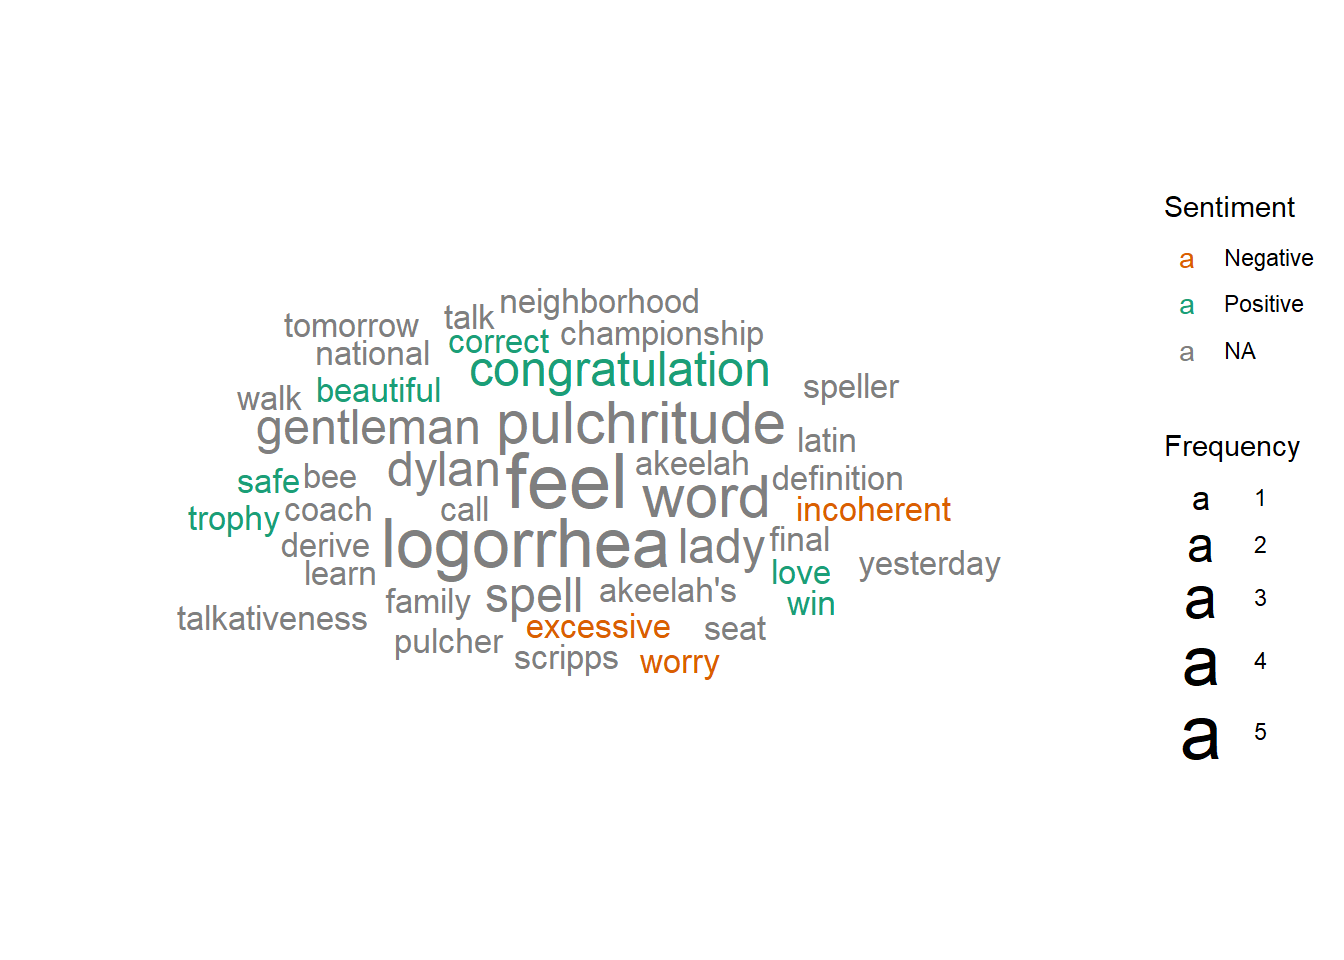 neighborhood
tomorrow talk
correct championship
national
congratulation
beautiful speller
walk
gentleman pulchritude
latin
dylan akeelah
safe bee feel word definition
trophy coach call incoherent
derive logorrhea lady final
learn love yesterday
family spell akeelah's win
talkativeness excessive seat
pulcher scripps worry
Sentiment
a Negative
a Positive
a NA
Frequency
a 1
a 2
a 3
a 4
a 5